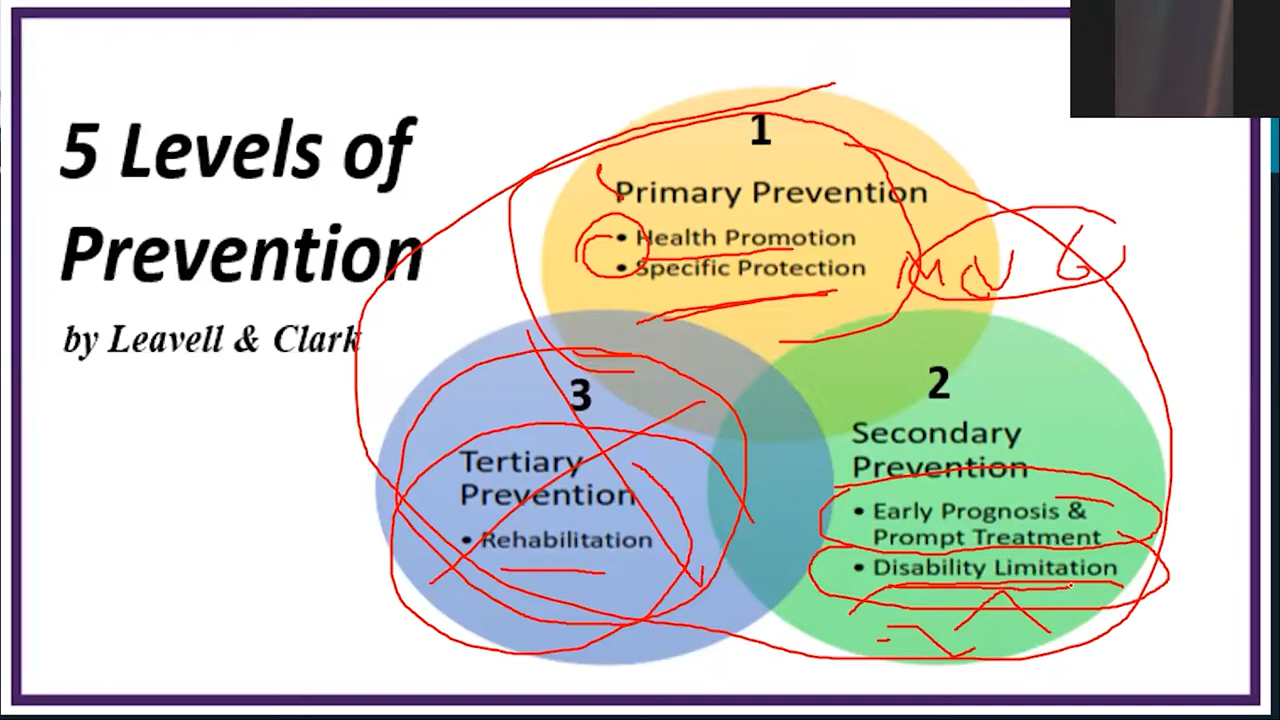 5 Levels of
Prevention
by Leavell & Clark
1
Primary Prevention
• Health Promotion
• Specific Protection
2
Secondary
Prevention
• Early Prognosis &
Prompt Treatment
• Disability Limitation
3
Tertiary
Prevention
• Rehabilitation